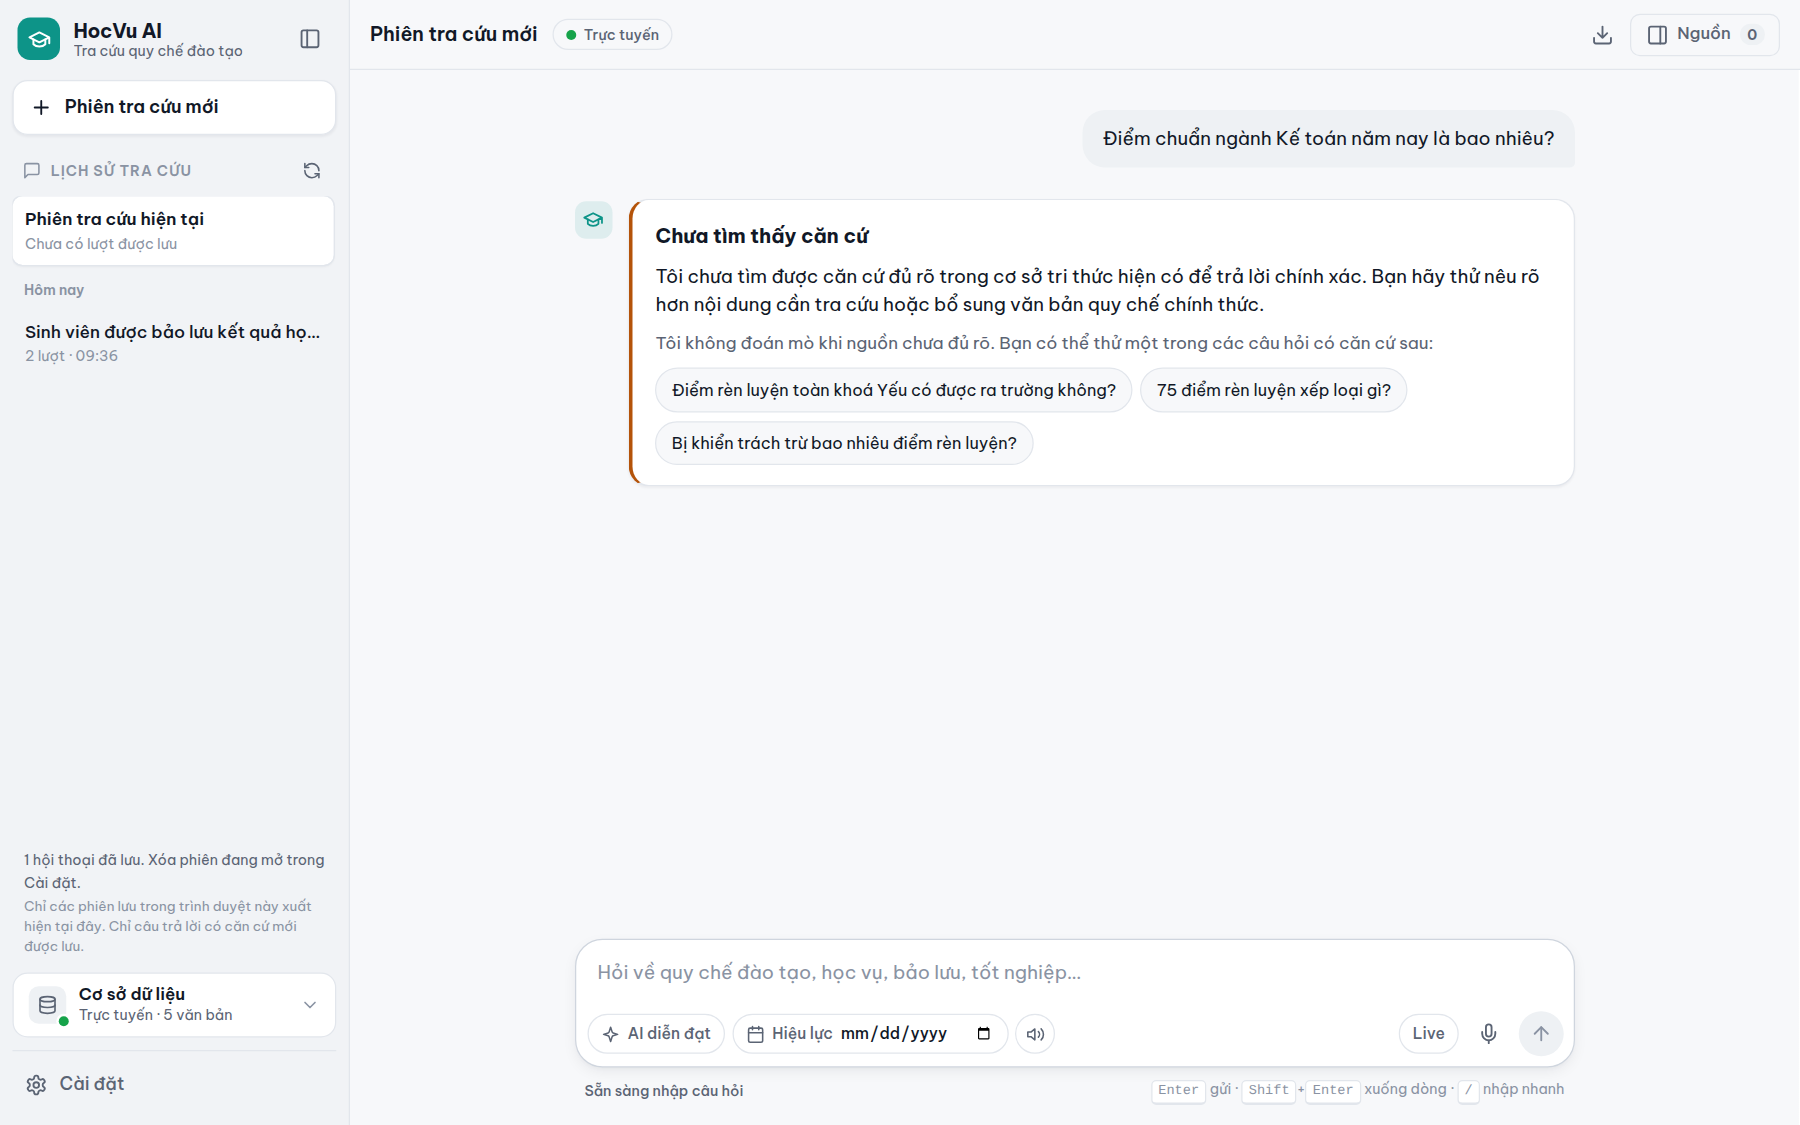 HocVu AI
Tra cứu quy chế đào tạo
Phiên tra cứu mới
LỊCH SỬ TRA CỨU
Phiên tra cứu hiện tại
Chưa có lượt được lưu
Hôm nay
Sinh viên được bảo lưu kết quả họ...
2 lượt · 09:36
1 hội thoại đã lưu. Xóa phiên đang mở trong
Cài đặt.
Chỉ các phiên lưu trong trình duyệt này xuất
hiện tại đây. Chỉ câu trả lời có căn cứ mới
được lưu.
Cơ sở dữ liệu
Trực tuyến · 5 văn bản
Cài đặt
Phiên tra cứu mới
Trực tuyến
Nguồn 0
Điểm chuẩn ngành Kế toán năm nay là bao nhiêu?
Chưa tìm thấy căn cứ
Tôi chưa tìm được căn cứ đủ rõ trong cơ sở tri thức hiện có để trả lời chính xác. Bạn hãy thử nêu rõ
hơn nội dung cần tra cứu hoặc bổ sung văn bản quy chế chính thức.
Tôi không đoán mò khi nguồn chưa đủ rõ. Bạn có thể thử một trong các câu hỏi có căn cứ sau:
Điểm rèn luyện toàn khoá Yếu có được ra trường không? 75 điểm rèn luyện xếp loại gì?
Bị khiển trách trừ bao nhiêu điểm rèn luyện?
Hỏi về quy chế đào tạo, học vụ, bảo lưu, tốt nghiệp...
AI diễn đạt Hiệu lực mm/dd/yyyy Live
Sẵn sàng nhập câu hỏi
Enter gửi · Shift+Enter xuống dòng · / nhập nhanh